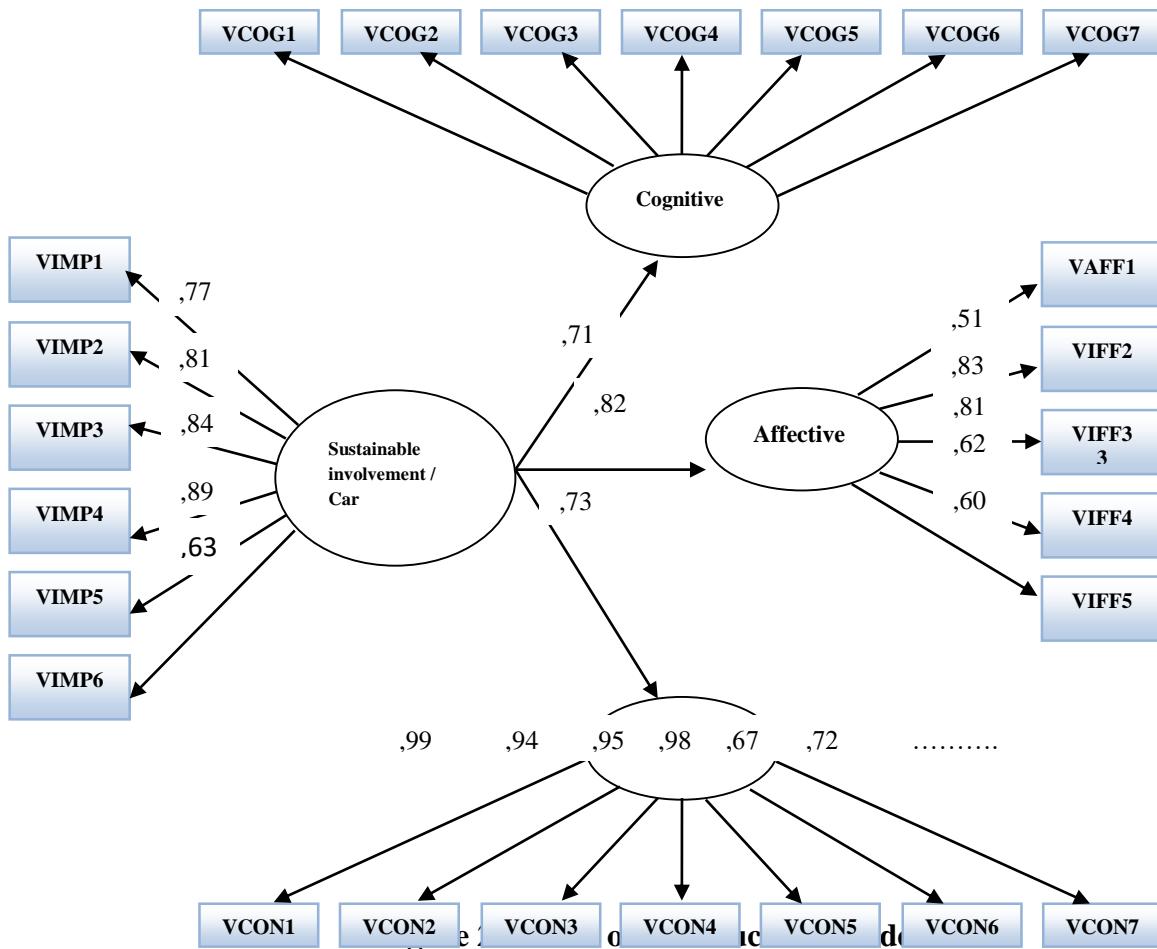 VCOG1 VCOG2 VCOG3 VCOG4 VCOG5 VCOG6 VCOG7
Cognitive
VIMP1
VIMP2
VIMP3
VIMP4
VIMP5
VIMP6
,77
,81
,84
,89
,63
Sustainable
involvement /
Car
,71
,82
,73
Affective
,51
,83
,81
,62
,60
VAFF1
VIFF2
VIFF3
3
VIFF4
VIFF5
,99 ,94 ,95 ,98 ,67 ,72 ……….
VCON1 VCON2 VCON3 VCON4 VCON5 VCON6 VCON7